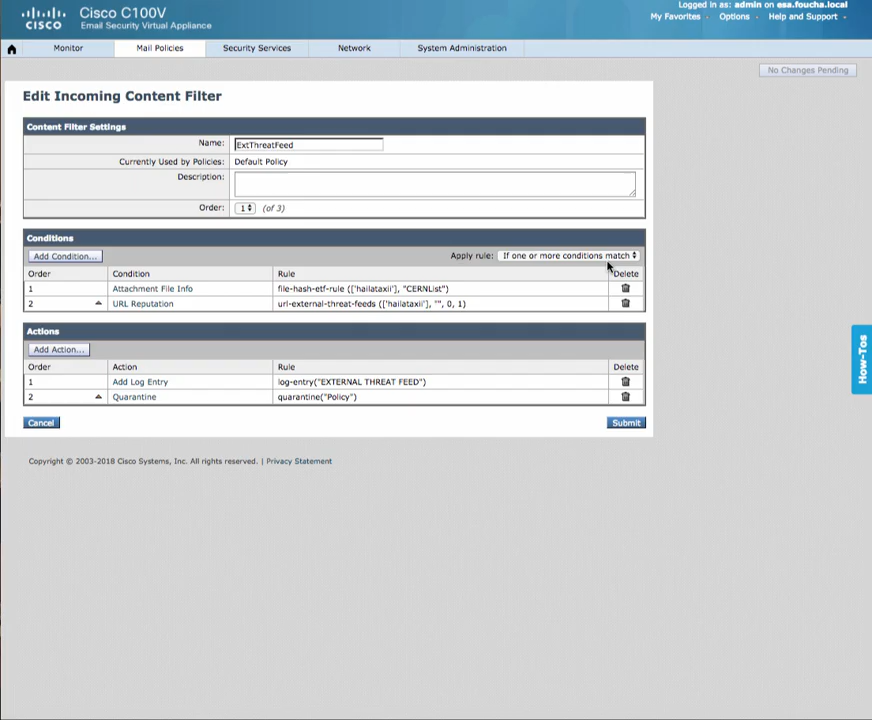 Logged in as: admin on esa.foucha.local
CISCO
Cisco C100V
Email Security Virtual Appliance
My Favorites Options Help and Support
Monitor Mail Policies Security Services Network System Administration
No Changes Pending
Edit Incoming Content Filter
Content Filter Settings
Name: ExtThreatFeed
Currently Used by Policies: Default Policy
Description:
Order: 1 (of 3)
Conditions
Add Condition... Apply rule: If one or more conditions match
Order Condition Rule Delete
1 Attachment File Info file-hash-etf-rule (['hailataxii'], "CERNList")
2 URL Reputation url-external-threat-feeds (['hailataxii'], "", 0, 1)
Actions
Add Action...
Order Action Rule Delete
1 Add Log Entry log-entry("EXTERNAL THREAT FEED")
2 Quarantine quarantine("Policy")
Cancel Submit
How-Tos
Copyright © 2003-2018 Cisco Systems, Inc. All rights reserved. | Privacy Statement